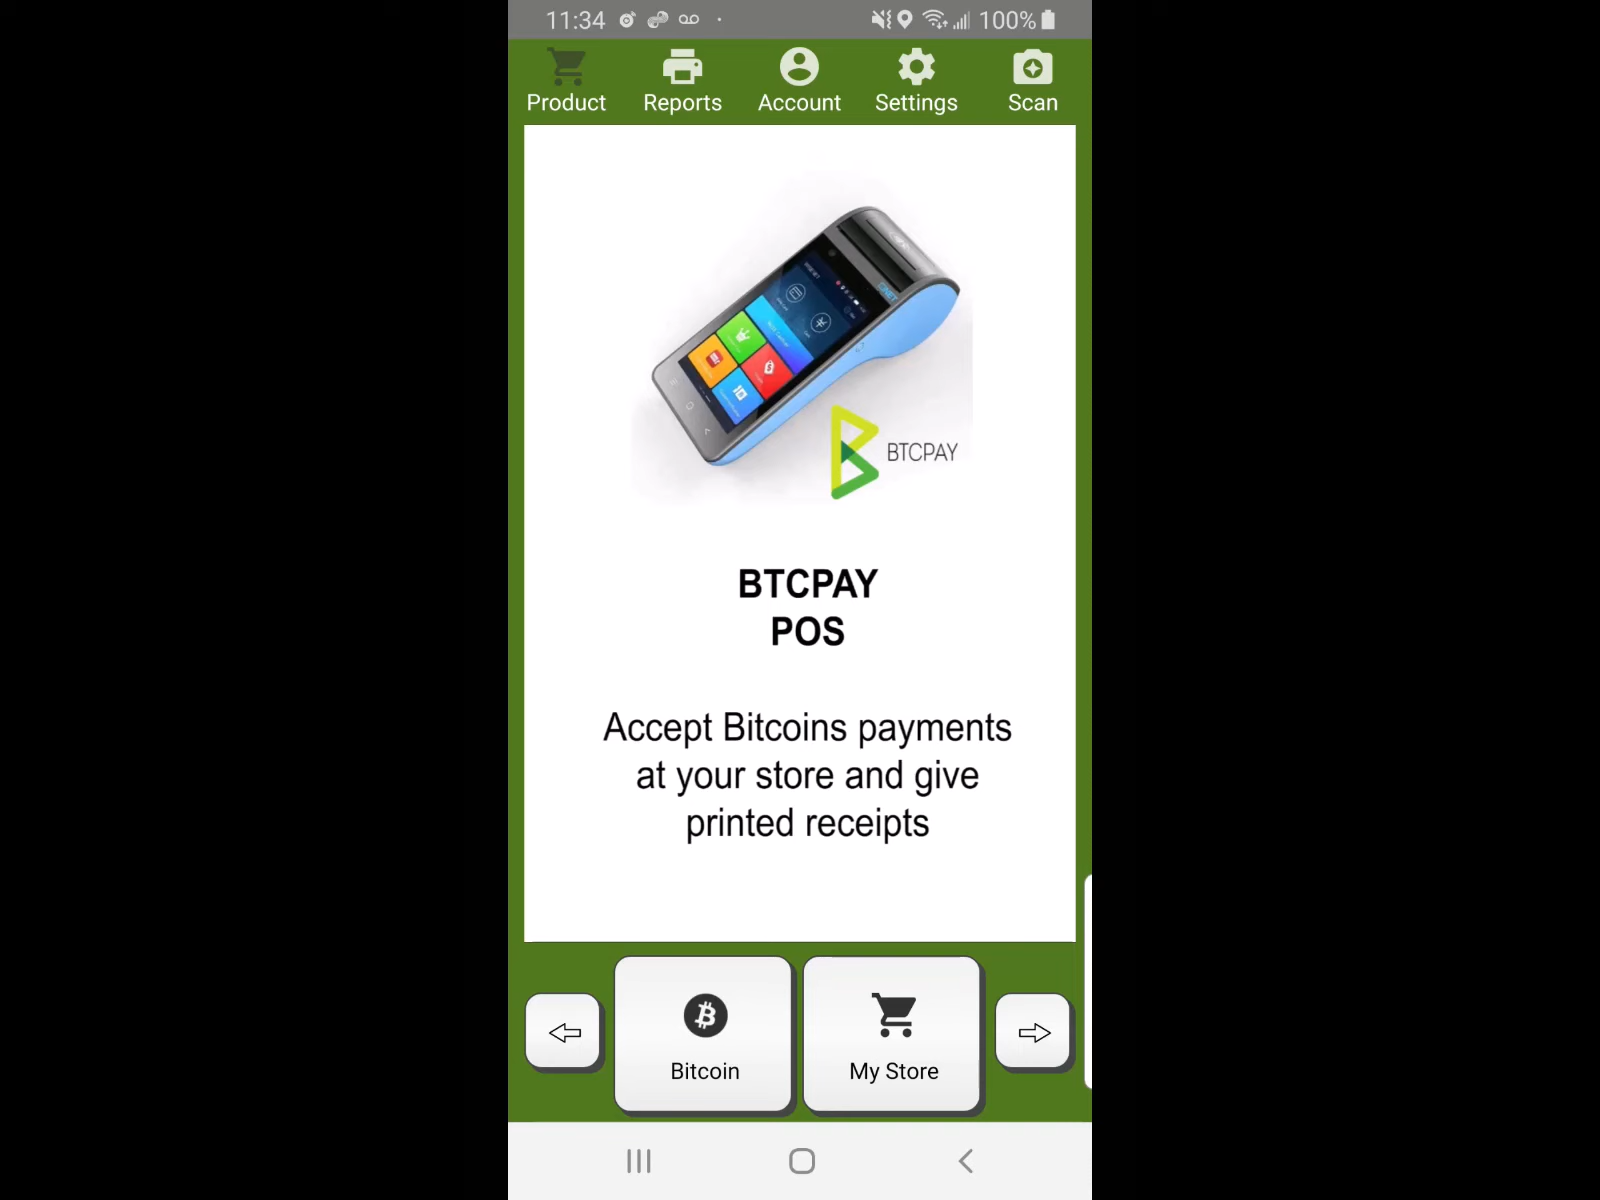 11:34
100%
Product Reports Account Settings Scan
BTCPAY
BTCPAY
POS
Accept Bitcoins payments
at your store and give
printed receipts
Bitcoin My Store